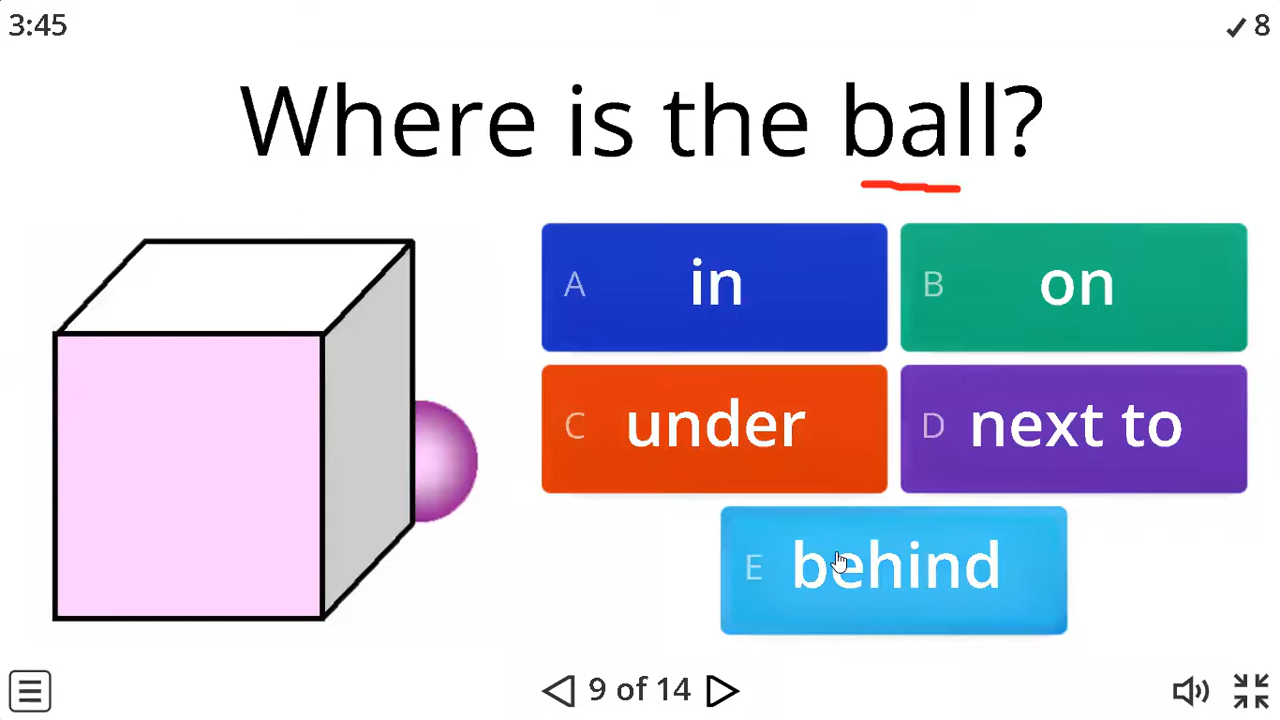 3:45
✓ 8
Where is the ball?
A in
B on
C under
D next to
E behind
9 of 14